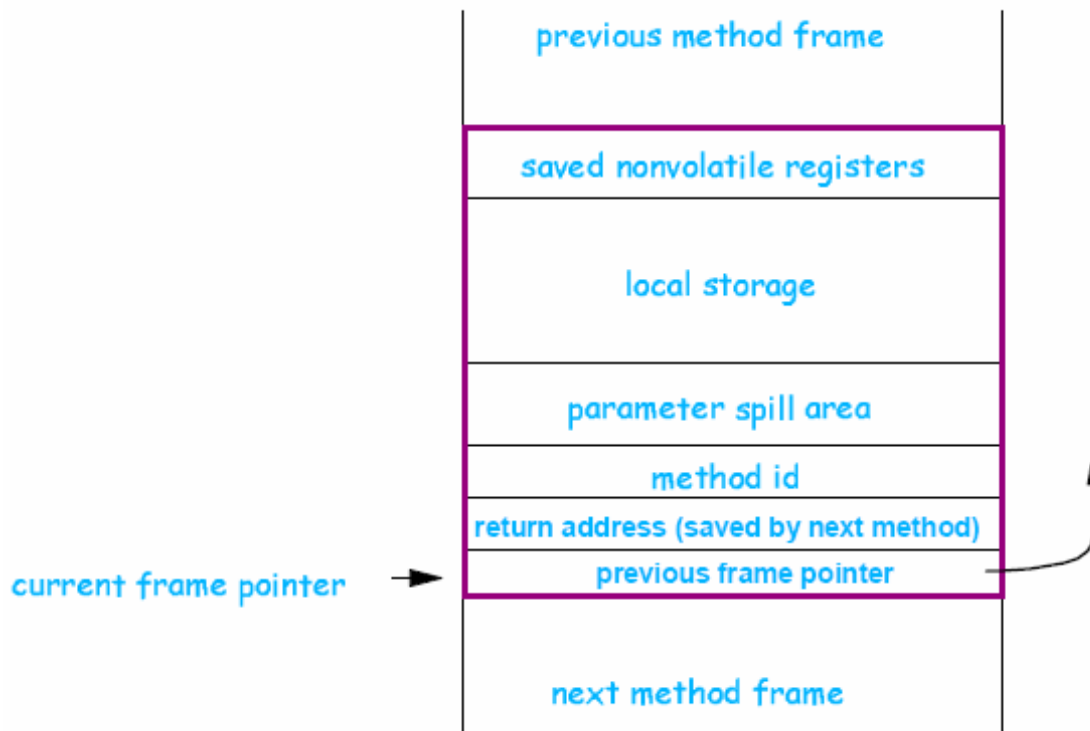 previous method frame
saved nonvolatile registers
local storage
parameter spill area
method id
return address (saved by next method)
current frame pointer
previous frame pointer
next method frame